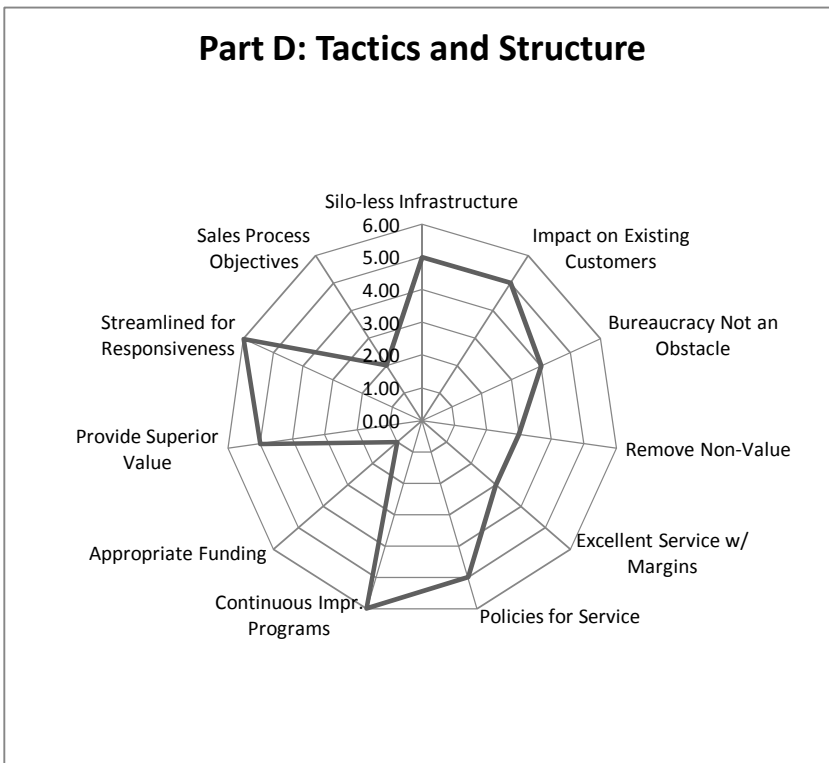 Part D: Tactics and Structure
Silo-less Infrastructure
6.00
5.00
4.00
3.00
2.00
1.00
0.00
Impact on Existing
Customers
Bureaucracy Not an
Obstacle
Remove Non-Value
Excellent Service w/
Margins
Policies for Service
Continuous Impr.
Programs
Appropriate Funding
Provide Superior
Value
Streamlined for
Responsiveness
Sales Process
Objectives